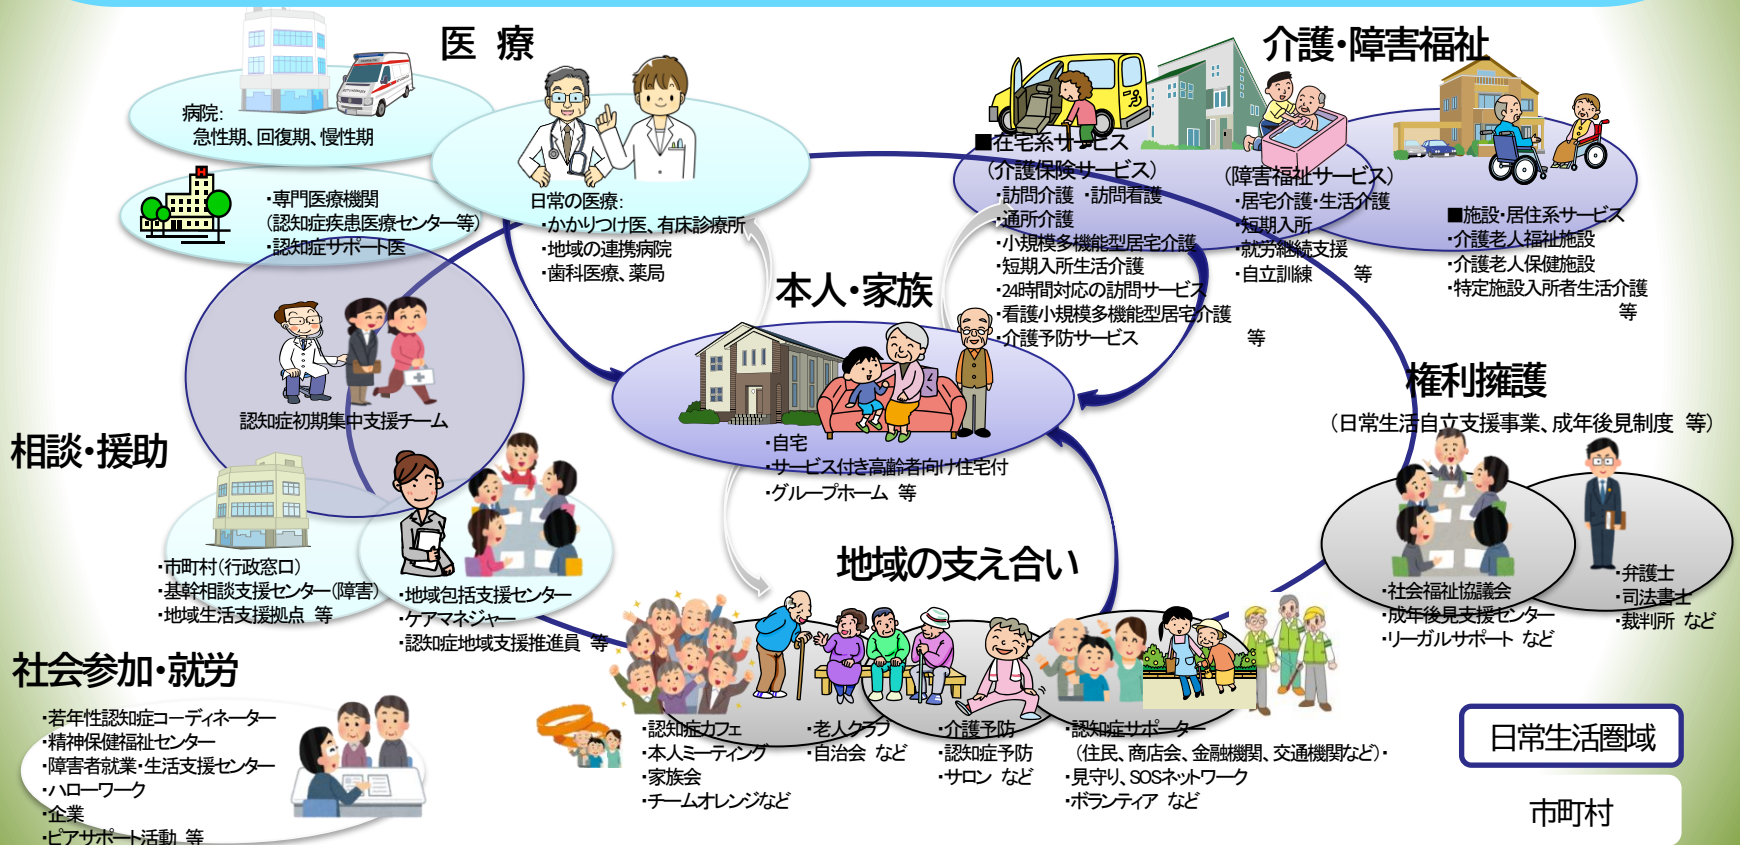 医 療
病院:
急性期、回復期、慢性期
・専門医療機関
(認知症疾患医療センター等)
・認知症サポート医
日常の医療:
・かかりつけ医、有床診療所
・地域の連携病院
・歯科医療、薬局
介護・障害福祉
■在宅系サービス
(介護保険サービス)
・訪問介護 ・訪問看護
・通所介護
・小規模多機能型居宅介護
・短期入所生活介護
・24時間対応の訪問サービス
・看護小規模多機能型居宅介護
・介護予防サービス 等
(障害福祉サービス)
・居宅介護・生活介護
・短期入所
・就労継続支援
・自立訓練 等
■施設・居住系サービス
・介護老人福祉施設
・介護老人保健施設
・特定施設入所者生活介護
等
本人・家族
・自宅
・サービス付き高齢者向け住宅付
・グループホーム 等
認知症初期集中支援チーム
相談・援助
・市町村(行政窓口)
・基幹相談支援センター(障害)
・地域生活支援拠点 等
・地域包括支援センター
・ケアマネジャー
・認知症地域支援推進員 等
権利擁護
(日常生活自立支援事業、成年後見制度 等)
・社会福祉協議会
・成年後見支援センター
・リーガルサポート など
・弁護士
・司法書士
・裁判所 など
地域の支え合い
・認知症カフェ
・本人ミーティング
・家族会
・チームオレンジなど
・老人クラブ
・自治会 など
・介護予防
・認知症予防
・サロン など
・認知症サポーター
(住民、商店会、金融機関、交通機関など)・
・見守り、SOSネットワーク
・ボランティア など
社会参加・就労
・若年性認知症コーディネーター
・精神保健福祉センター
・障害者就業・生活支援センター
・ハローワーク
・企業
・ピアサポート活動 等
日常生活圏域
市町村